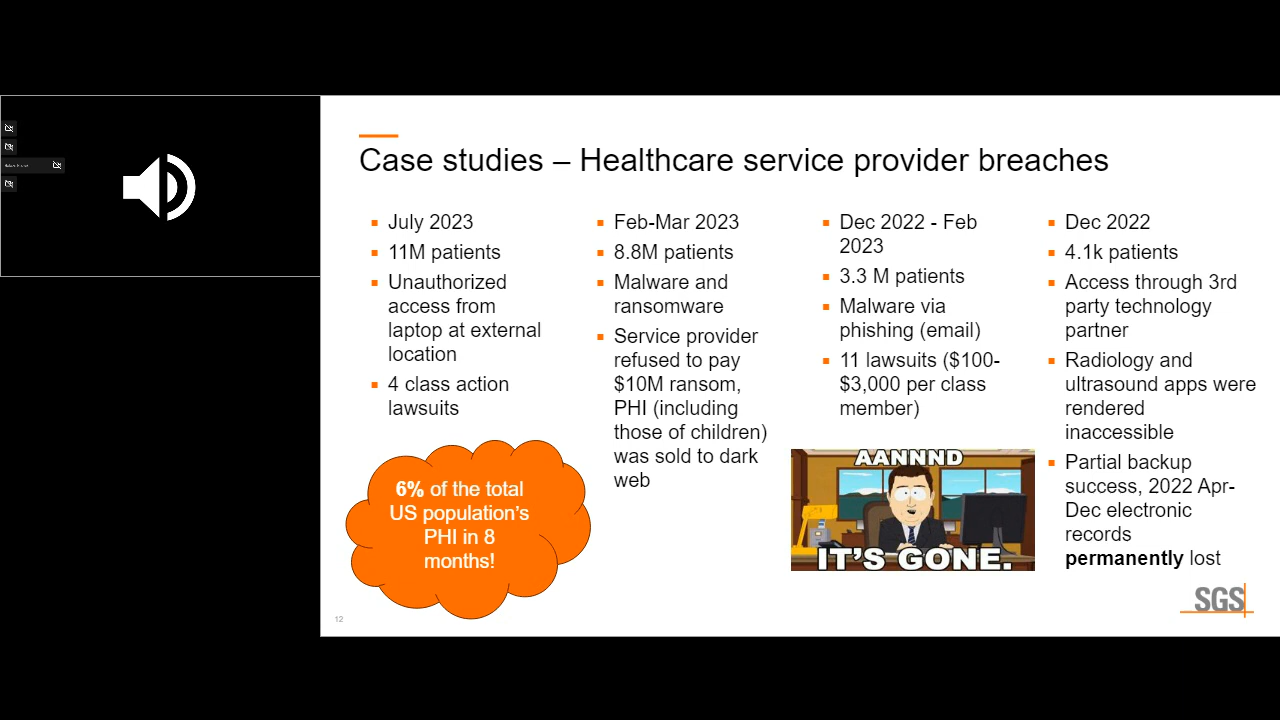 Case studies – Healthcare service provider breaches
July 2023
11M patients
Unauthorized
access from
laptop at external
location
4 class action
lawsuits
6% of the total
US population's
PHI in 8
months!
Feb-Mar 2023
8.8M patients
Malware and
ransomware
Service provider
refused to pay
$10M ransom,
PHI (including
those of children)
was sold to dark
web
Dec 2022 - Feb
2023
3.3 M patients
Malware via
phishing (email)
11 lawsuits ($100-
$3,000 per class
member)
AANNND
IT'S GONE.
Dec 2022
4.1k patients
Access through 3rd
party technology
partner
Radiology and
ultrasound apps were
rendered
inaccessible
Partial backup
success, 2022 Apr-
Dec electronic
records
permanently lost
12
SGS